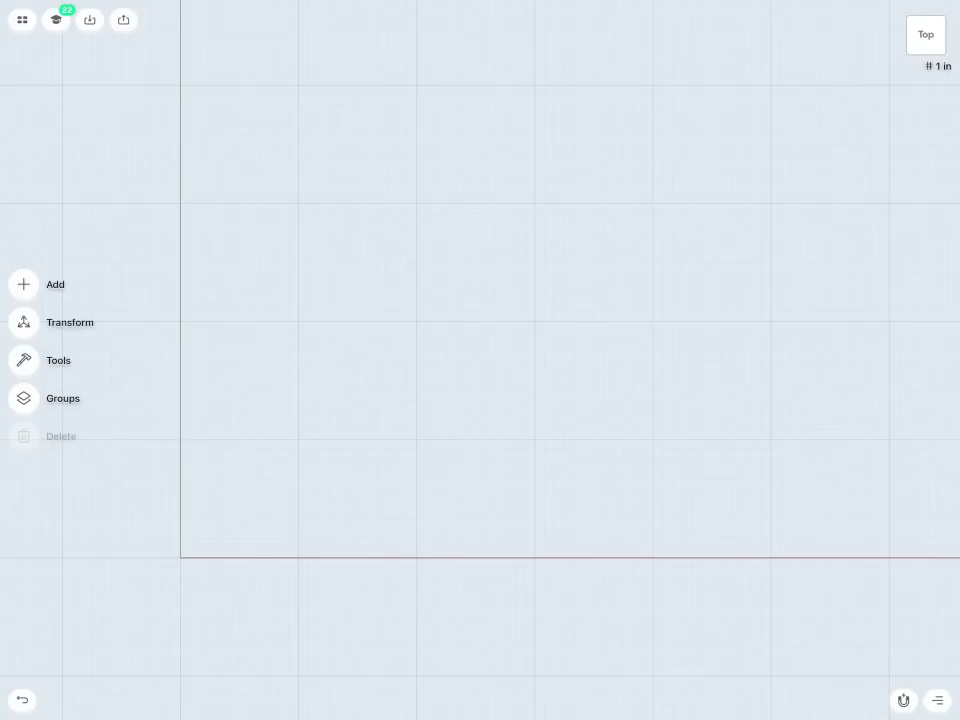 22
Top
# 1 in
Add
Transform
Tools
Groups
Delete